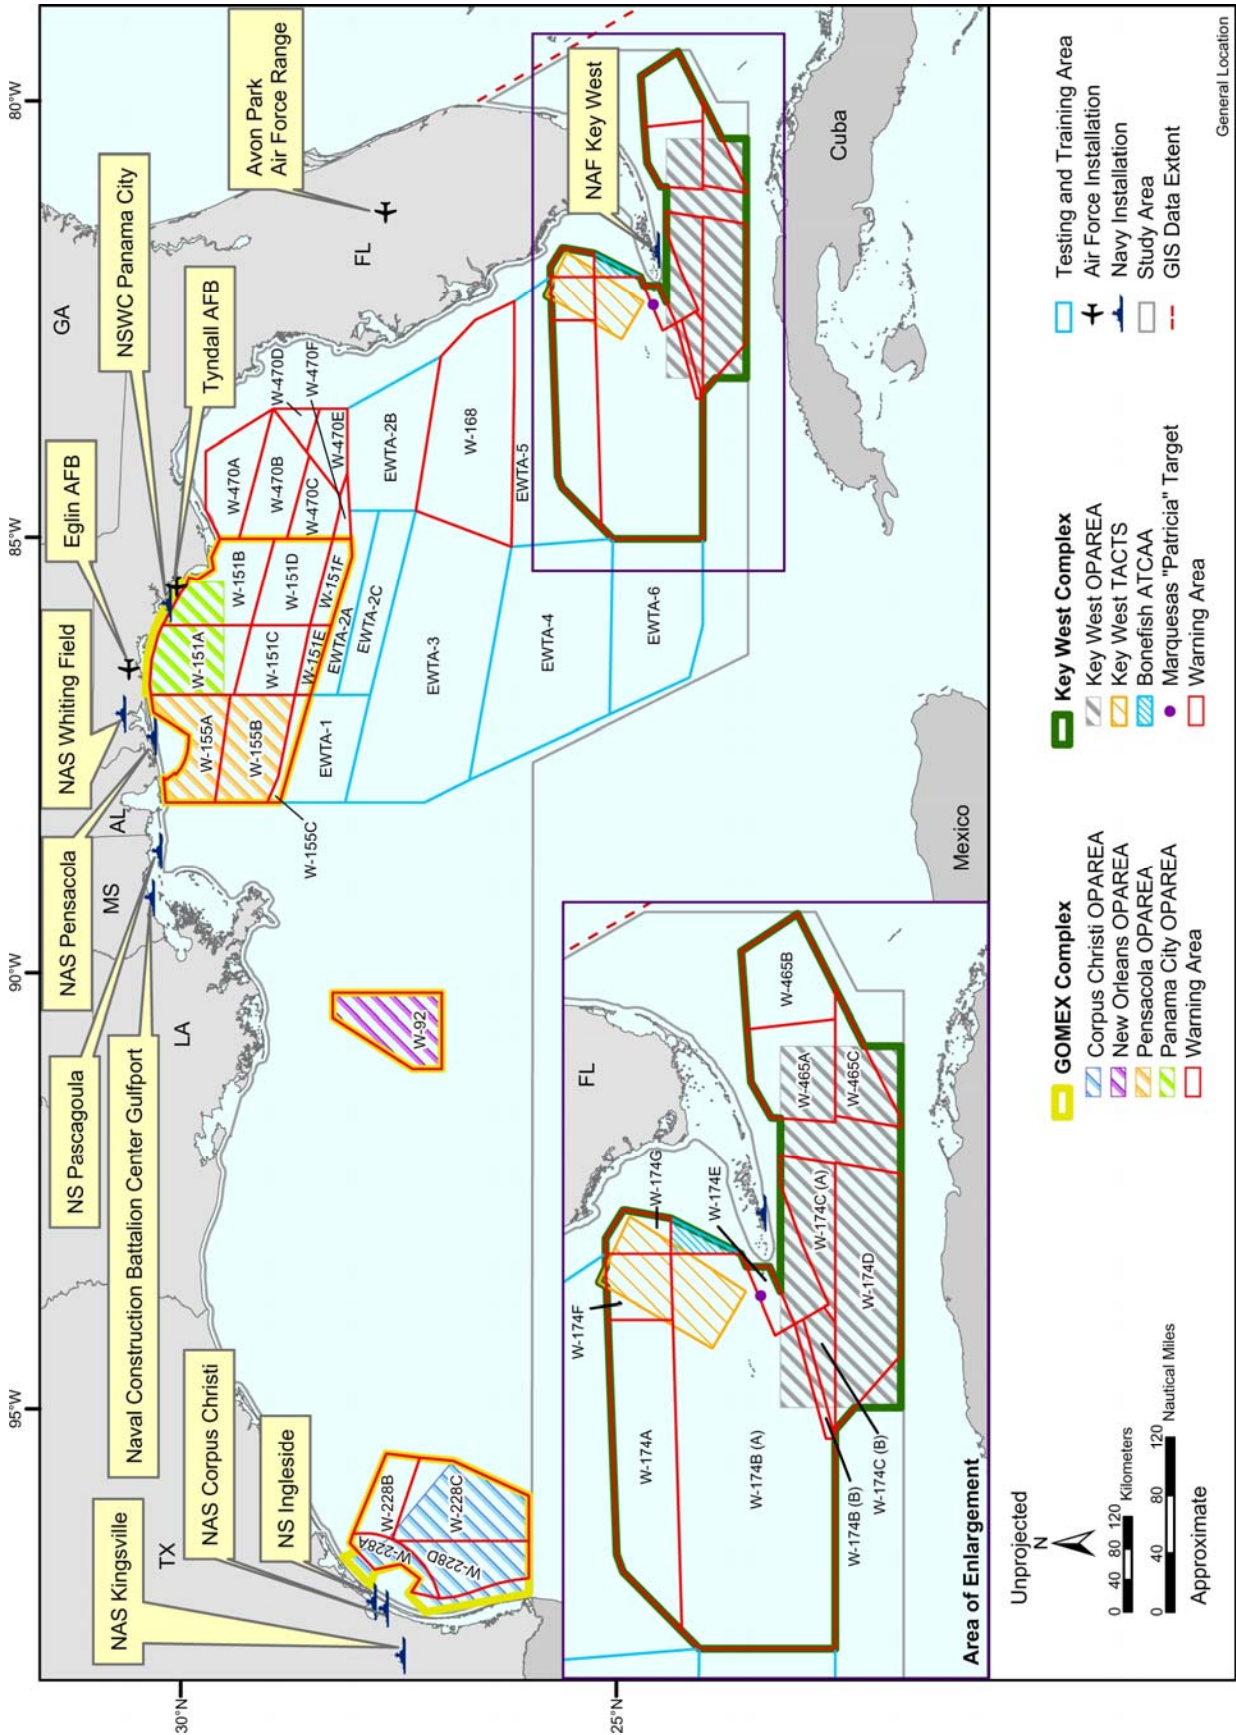 95°W
90°W
85°W
80°W
30°N
25°N
NAS Kingsville
NAS Corpus Christi
NS Ingleside
Naval Construction Battalion Center Gulfport
NS Pascagoula
NAS Pensacola
NAS Whiting Field
Eglin AFB
NSWC Panama City
Tyndall AFB
Avon Park
Air Force Range
NAF Key West
TX
LA
MS
AL
GA
FL
Mexico
Cuba
W-228A
W-228B
W-228C
W-228D
W-92
W-155A
W-155B
W-155C
W-151A
W-151B
W-151C
W-151D
W-151E
W-151F
W-470A
W-470B
W-470C
W-470D
W-470F
W-470E
EWTA-1
EWTA-2A
EWTA-2C
EWTA-2B
EWTA-3
EWTA-4
EWTA-5
EWTA-6
W-168
FL
W-174F
W-174G
W-174E
W-174A
W-174B (A)
W-174B (B)
W-174C (B)
W-174C (A)
W-174D
W-465A
W-465B
W-465C
Area of Enlargement
Unprojected
N
0 40 80 120
Kilometers
0 40 80 120
Nautical Miles
Approximate
GOMEX Complex
Corpus Christi OPAREA
New Orleans OPAREA
Pensacola OPAREA
Panama City OPAREA
Warning Area
Key West Complex
Key West OPAREA
Key West TACTS
Bonefish ATCAA
Marquesas "Patricia" Target
Warning Area
Testing and Training Area
Air Force Installation
Navy Installation
Study Area
GIS Data Extent
General Location